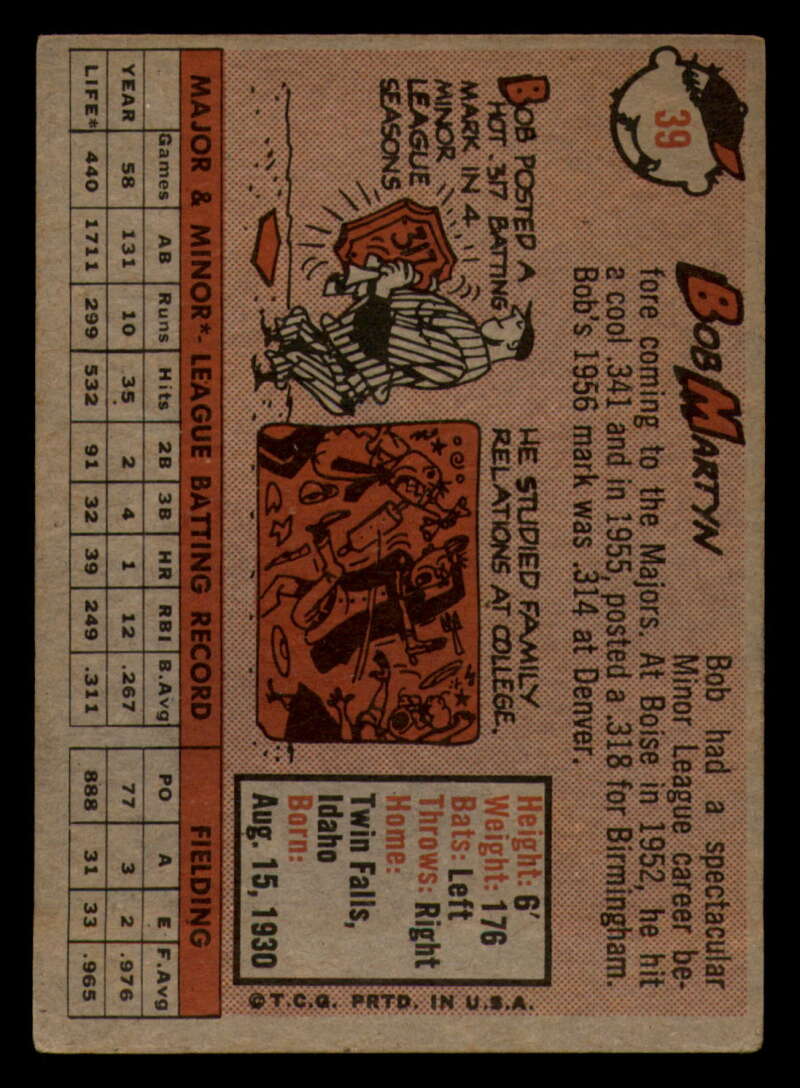 39
BOB MARTYN
Bob had a spectacular
Minor League career be-
fore coming to the Majors. At Boise in 1952, he hit
a cool .341 and in 1955, posted a .318 for Birmingham.
Bob's 1956 mark was .314 at Denver.
BOB POSTED A
HOT .317 BATTING
MARK IN 4
MINOR
LEAGUE
SEASONS
.317
HE STUDIED FAMILY
RELATIONS AT COLLEGE.
Height: 6'
Weight: 176
Bats: Left
Throws: Right
Home:
Twin Falls,
Idaho
Born:
Aug. 15, 1930
©T.C.G. PRTD. IN U.S.A.
MAJOR & MINOR*- LEAGUE BATTING RECORD FIELDING
Games AB Runs Hits 2B 3B HR RBI B.Avg PO A E F.Avg
YEAR 58 131 10 35 2 4 1 12 .267 77 3 2 .976
LIFE* 440 1711 299 532 91 32 39 249 .311 888 31 33 .965